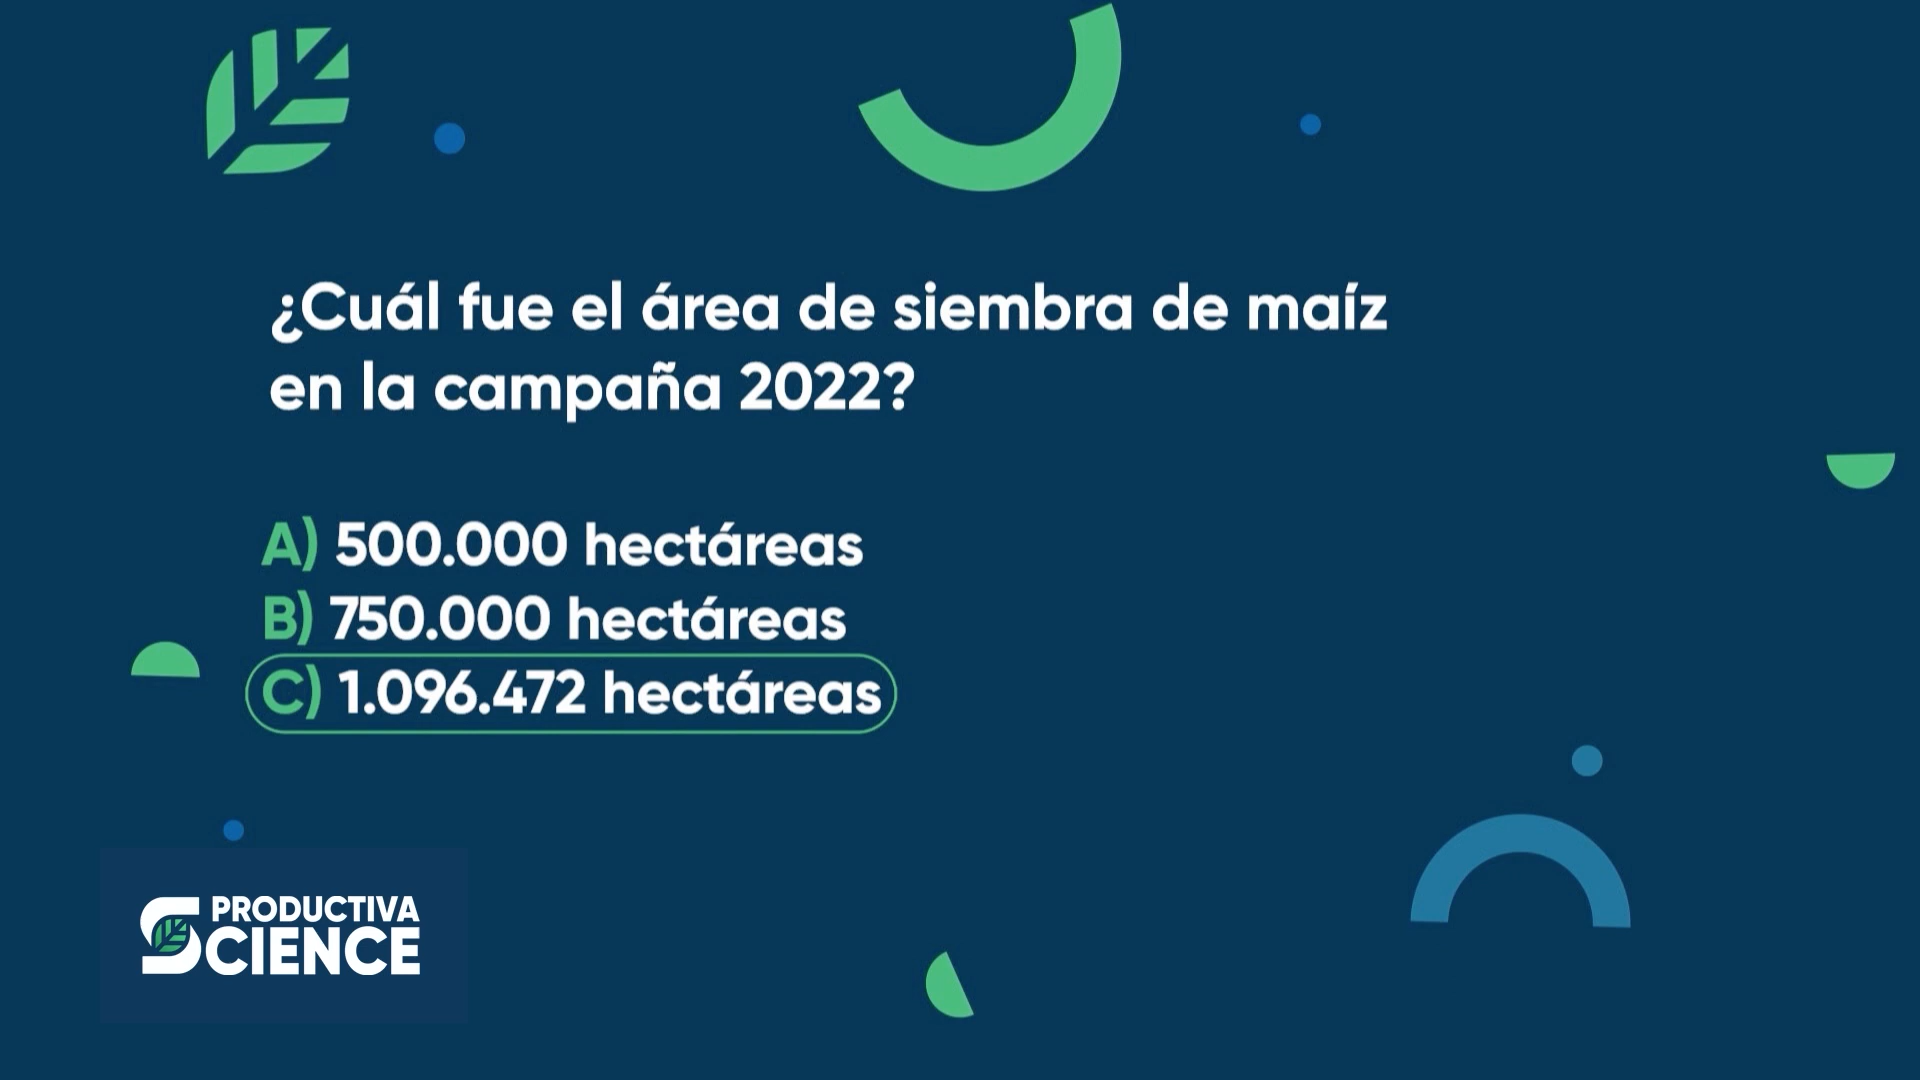 ¿Cuál fue el área de siembra de maíz
en la campaña 2022?
A) 500.000 hectáreas
B) 750.000 hectáreas
C) 1.096.472 hectáreas
PRODUCTIVA
SCIENCE